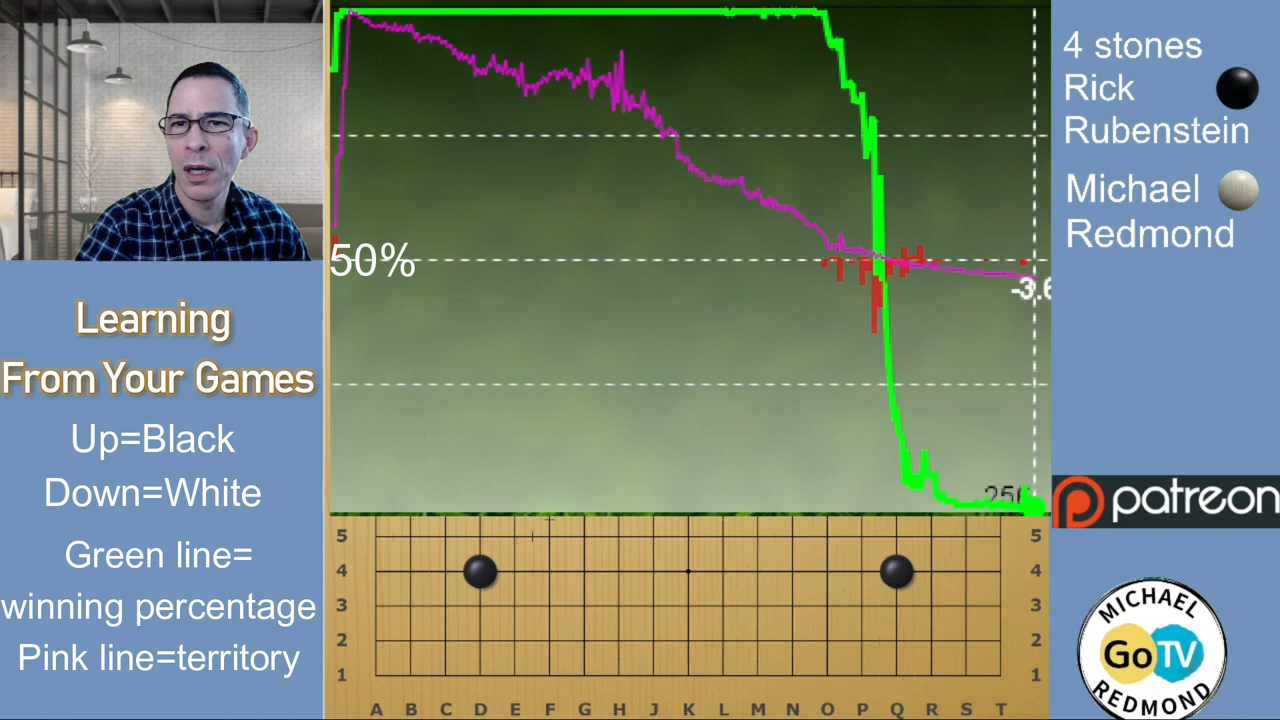 Learning
From Your Games
Up=Black
Down=White
Green line=
winning percentage
Pink line=territory
50%
-3.6
250
5
4
3
2
1
5
4
3
2
1
A B C D E F G H J K L M N O P Q R S T
4 stones
Rick
Rubenstein
Michael
Redmond
patreon
MICHAEL
GoTV
REDMOND